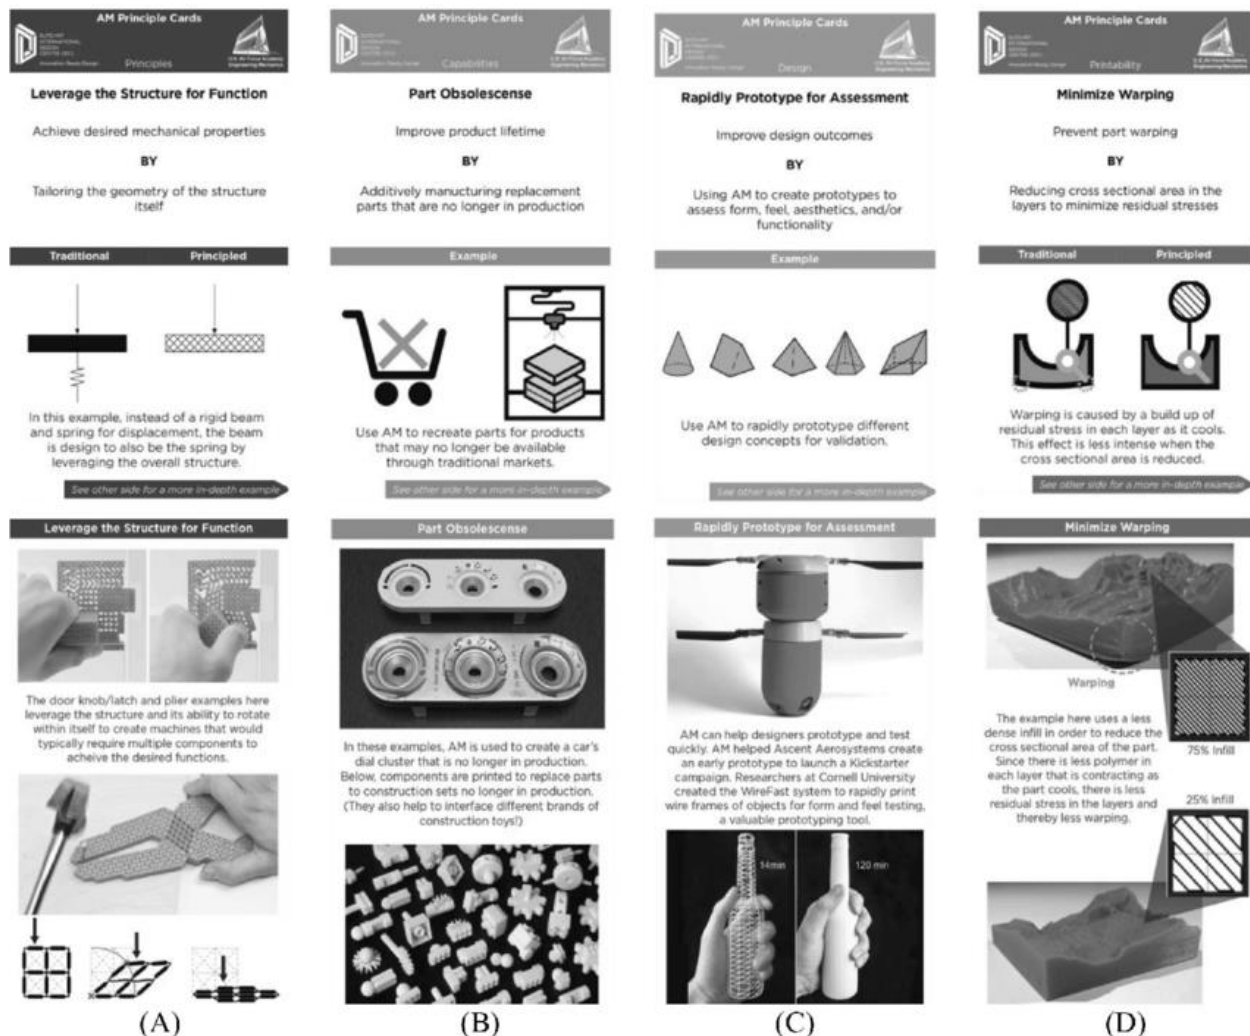 AM Principle Cards
SUTD-MIT
INTERNATIONAL
DESIGN
CENTRE (IDC)
U.S. Air Force Academy
Engineering Mechanics
Principles
Leverage the Structure for Function
Achieve desired mechanical properties
BY
Tailoring the geometry of the structure
itself
Traditional Principled
In this example, instead of a rigid beam
and spring for displacement, the beam
is design to also be the spring by
leveraging the overall structure.
See other side for a more in-depth example
Leverage the Structure for Function
The door knob/latch and plier examples here
leverage the structure and its ability to rotate
within itself to create machines that would
typically require multiple components to
acheive the desired functions.
(A)
AM Principle Cards
Capabilities
Part Obsolescense
Improve product lifetime
BY
Additively manucturing replacement
parts that are no longer in production
Example
Use AM to recreate parts for products
that may no longer be available
through traditional markets.
See other side for a more in-depth example
Part Obsolescense
In these examples, AM is used to create a car's
dial cluster that is no longer in production.
Below, components are printed to replace parts
to construction sets no longer in production.
(They also help to interface different brands of
construction toys!)
(B)
AM Principle Cards
Design
Rapidly Prototype for Assessment
Improve design outcomes
BY
Using AM to create prototypes to
assess form, feel, aesthetics, and/or
functionality
Example
Use AM to rapidly prototype different
design concepts for validation.
See other side for a more in-depth example
Rapidly Prototype for Assessment
AM can help designers prototype and test
quickly. AM helped Ascent Aerosystems create
an early prototype to launch a Kickstarter
campaign. Researchers at Cornell University
created the WireFast system to rapidly print
wire frames of objects for form and feel testing,
a valuable prototyping tool.
14min
120 min
(C)
AM Principle Cards
Printability
Minimize Warping
Prevent part warping
BY
Reducing cross sectional area in the
layers to minimize residual stresses
Traditional Principled
Warping is caused by a build up of
residual stress in each layer as it cools.
This effect is less intense when the
cross sectional area is reduced.
See other side for a more in-depth example
Minimize Warping
Warping
The example here uses a less
dense infill in order to reduce the
cross sectional area of the part.
Since there is less polymer in
each layer that is contracting as
the part cools, there is less
residual stress in the layers and
thereby less warping.
75% Infill
25% Infill
(D)